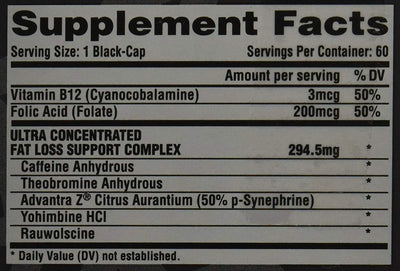 Supplement Facts
Serving Size: 1 Black-Cap Servings Per Container: 60
Amount per serving % DV
Vitamin B12 (Cyanocobalamine) 3mcg 50%
Folic Acid (Folate) 200mcg 50%
ULTRA CONCENTRATED
FAT LOSS SUPPORT COMPLEX 294.5mg *
Caffeine Anhydrous *
Theobromine Anhydrous *
Advantra Z® Citrus Aurantium (50% p-Synephrine) *
Yohimbine HCl *
Rauwolscine *
* Daily Value (DV) not established.